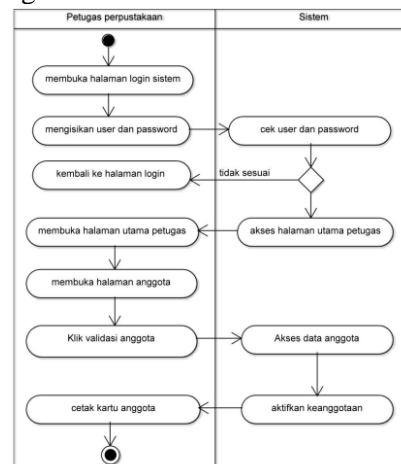 Petugas perpustakaan Sistem
membuka halaman login sistem
mengisikan user dan password cek user dan password
kembali ke halaman login tidak sesuai
membuka halaman utama petugas akses halaman utama petugas
membuka halaman anggota
Klik validasi anggota Akses data anggota
cetak kartu anggota aktifkan keanggotaan